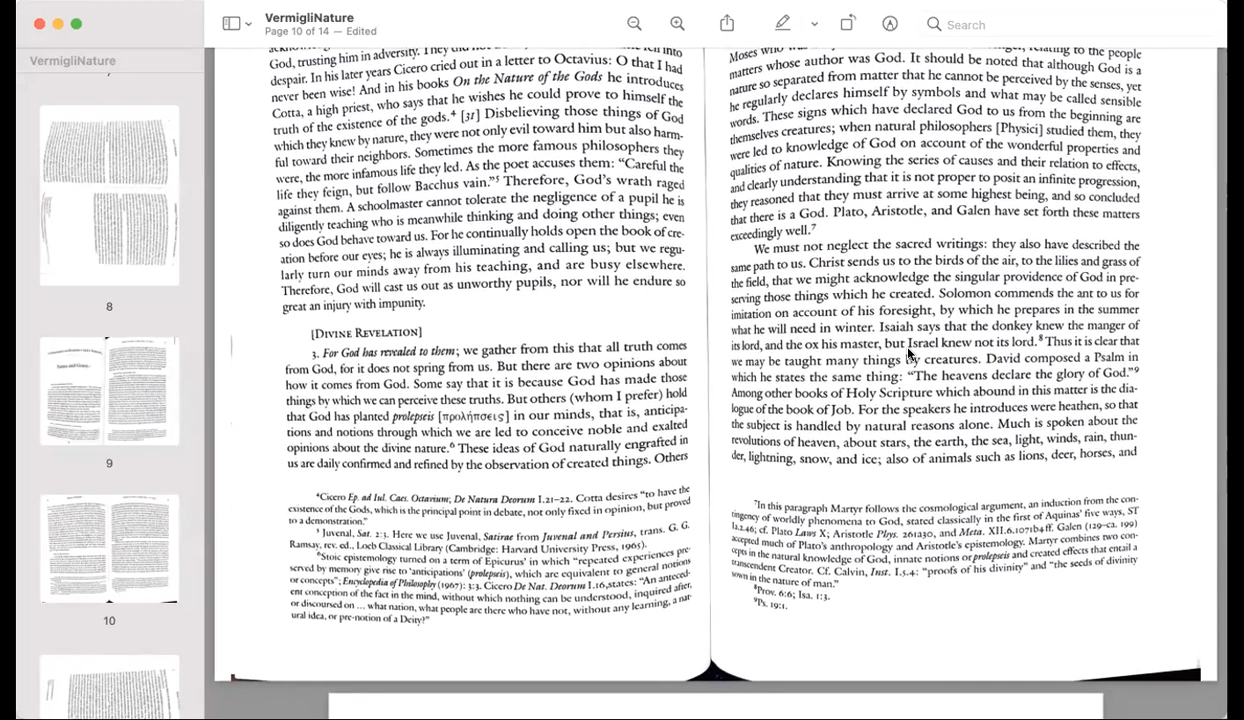 VermigliNature
Page 10 of 14 — Edited
Search
VermigliNature
8
9
10
God, trusting him in adversity. They did not into
despair. In his later years Cicero cried out in a letter to Octavius: O that I had
never been wise! And in his books On the Nature of the Gods he introduces
Cotta, a high priest, who says that he wishes he could prove to himself the
truth of the existence of the gods.⁴ [31] Disbelieving those things of God
which they knew by nature, they were not only evil toward him but also harm-
ful toward their neighbors. Sometimes the more famous philosophers they
were, the more infamous life they led. As the poet accuses them: “Careful the
life they feign, but follow Bacchus vain.”⁵ Therefore, God’s wrath raged
against them. A schoolmaster cannot tolerate the negligence of a pupil he is
diligently teaching who is meanwhile thinking and doing other things; even
so does God behave toward us. For he continually holds open the book of cre-
ation before our eyes; he is always illuminating and calling us; but we regu-
larly turn our minds away from his teaching, and are busy elsewhere.
Therefore, God will cast us out as unworthy pupils, nor will he endure so
great an injury with impunity.
[DIVINE REVELATION]
3. For God has revealed to them; we gather from this that all truth comes
from God, for it does not spring from us. But there are two opinions about
how it comes from God. Some say that it is because God has made those
things by which we can perceive these truths. But others (whom I prefer) hold
that God has planted prolepseis [προλήπσεις] in our minds, that is, anticipa-
tions and notions through which we are led to conceive noble and exalted
opinions about the divine nature.⁶ These ideas of God naturally engrafted in
us are daily confirmed and refined by the observation of created things. Others
⁴Cicero Ep. ad Iul. Caes. Octavium; De Natura Deorum I.21–22. Cotta desires “to have the
existence of the Gods, which is the principal point in debate, not only fixed in opinion, but proved
to a demonstration.”
⁵ Juvenal, Sat. 2:3. Here we use Juvenal, Satirae from Juvenal and Persius, trans. G. G.
Ramsay, rev. ed., Loeb Classical Library (Cambridge: Harvard University Press, 1965).
⁶Stoic epistemology turned on a term of Epicurus’ in which “repeated experiences pre-
served by memory give rise to ‘anticipations’ (prolepseis), which are equivalent to general notions
or concepts”; Encyclopedia of Philosophy (1967): 3:3. Cicero De Nat. Deorum I.16,states: “An anteced-
ent conception of the fact in the mind, without which nothing can be understood, inquired after,
or discoursed on ... what nation, what people are there who have not, without any learning, a nat-
ural idea, or pre-notion of a Deity?”
Moses who relating to the people
matters whose author was God. It should be noted that although God is a
nature so separated from matter that he cannot be perceived by the senses, yet
he regularly declares himself by symbols and what may be called sensible
words. These signs which have declared God to us from the beginning are
themselves creatures; when natural philosophers [Physici] studied them, they
were led to knowledge of God on account of the wonderful properties and
qualities of nature. Knowing the series of causes and their relation to effects,
and clearly understanding that it is not proper to posit an infinite progression,
they reasoned that they must arrive at some highest being, and so concluded
that there is a God. Plato, Aristotle, and Galen have set forth these matters
exceedingly well.⁷
We must not neglect the sacred writings: they also have described the
same path to us. Christ sends us to the birds of the air, to the lilies and grass of
the field, that we might acknowledge the singular providence of God in pre-
serving those things which he created. Solomon commends the ant to us for
imitation on account of his foresight, by which he prepares in the summer
what he will need in winter. Isaiah says that the donkey knew the manger of
its lord, and the ox his master, but Israel knew not its lord.⁸ Thus it is clear that
we may be taught many things by creatures. David composed a Psalm in
which he states the same thing: “The heavens declare the glory of God.”⁹
Among other books of Holy Scripture which abound in this matter is the dia-
logue of the book of Job. For the speakers he introduces were heathen, so that
the subject is handled by natural reasons alone. Much is spoken about the
revolutions of heaven, about stars, the earth, the sea, light, winds, rain, thun-
der, lightning, snow, and ice; also of animals such as lions, deer, horses, and
⁷In this paragraph Martyr follows the cosmological argument, an induction from the con-
tingency of worldly phenomena to God, stated classically in the first of Aquinas’ five ways, ST
Ia.2.46; cf. Plato Laws X; Aristotle Phys. 261a30, and Meta. XII.6.1071b4ff. Galen (129–ca. 199)
accepted much of Plato’s anthropology and Aristotle’s epistemology. Martyr combines two con-
cepts in the natural knowledge of God, innate notions or prolepseis and created effects that entail a
transcendent Creator. Cf. Calvin, Inst. 1.5.4: “proofs of his divinity” and “the seeds of divinity
sown in the nature of man.”
⁸Prov. 6:6; Isa. 1:3.
⁹Ps. 19:1.